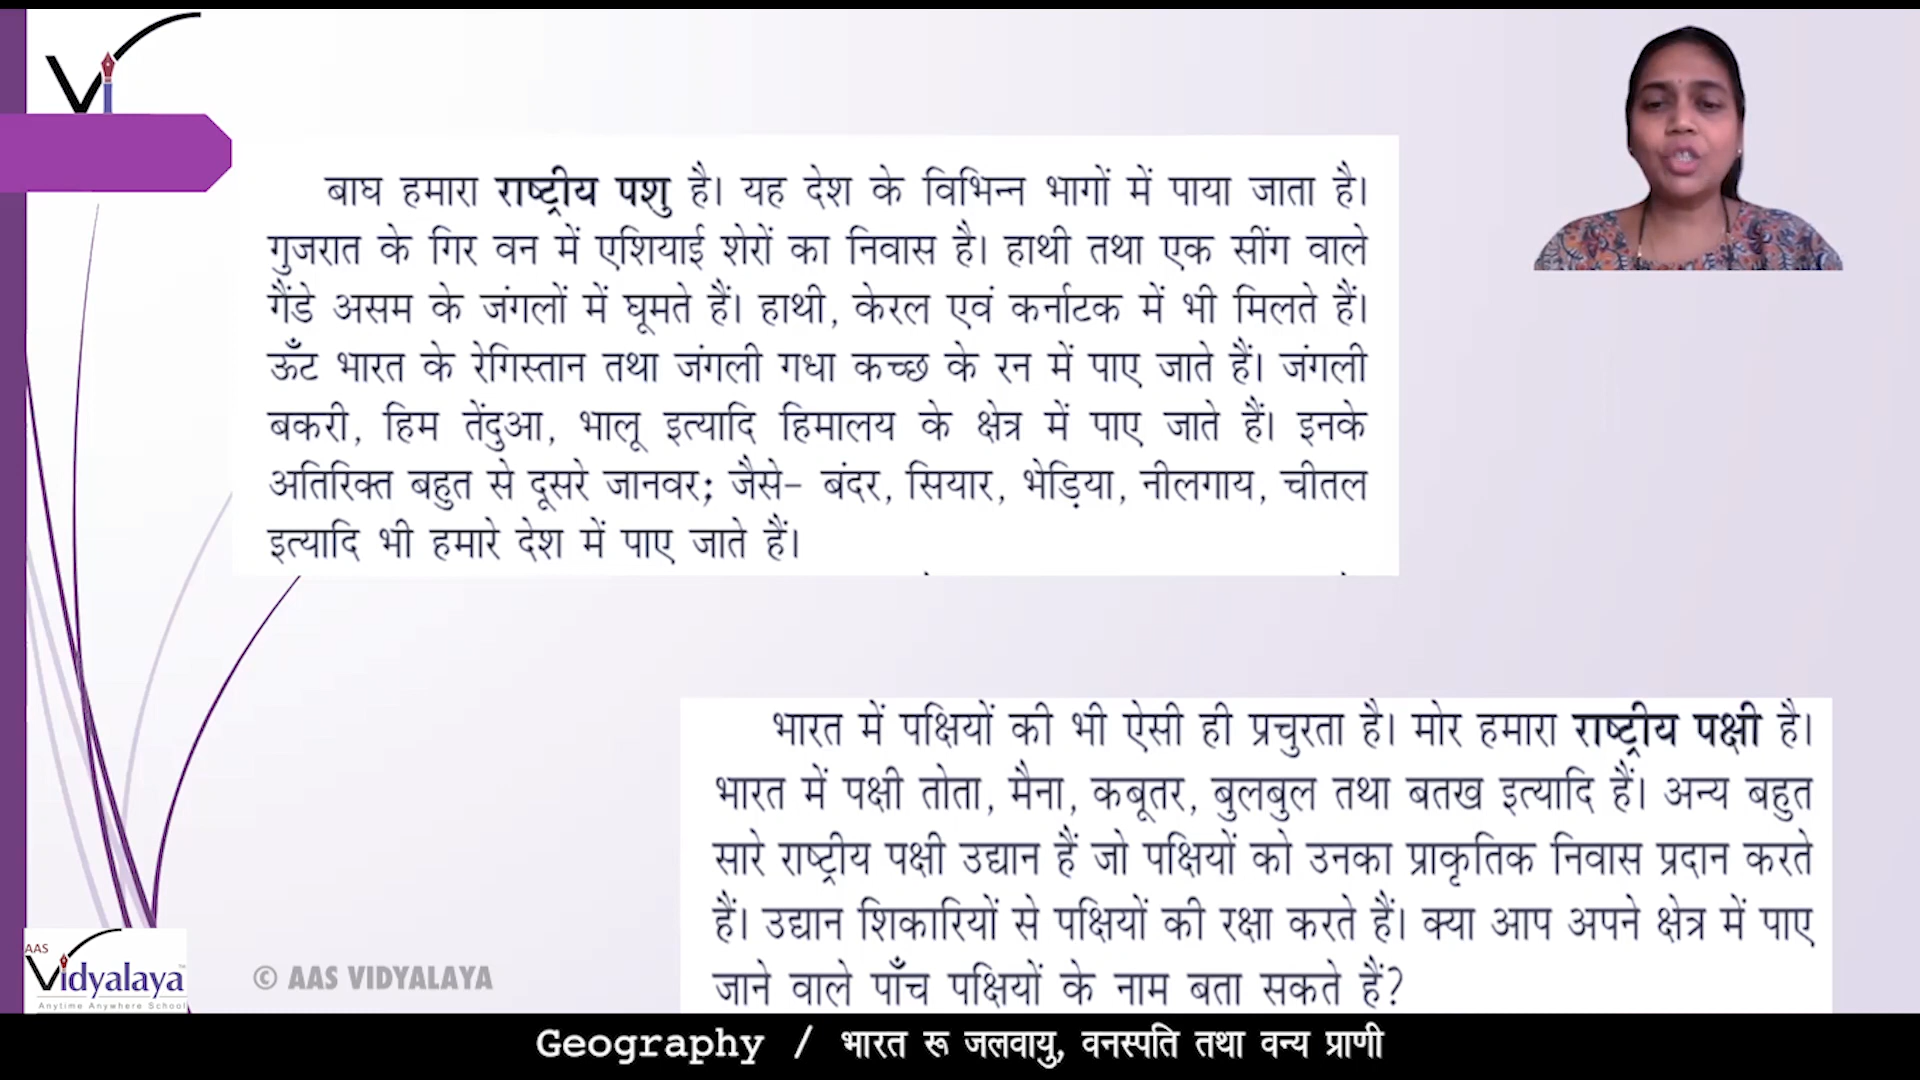 बाघ हमारा राष्ट्रीय पशु है। यह देश के विभिन्न भागों में पाया जाता है।
गुजरात के गिर वन में एशियाई शेरों का निवास है। हाथी तथा एक सींग वाले
गैंडे असम के जंगलों में घूमते हैं। हाथी, केरल एवं कर्नाटक में भी मिलते हैं।
ऊँट भारत के रेगिस्तान तथा जंगली गधा कच्छ के रन में पाए जाते हैं। जंगली
बकरी, हिम तेंदुआ, भालू इत्यादि हिमालय के क्षेत्र में पाए जाते हैं। इनके
अतिरिक्त बहुत से दूसरे जानवर; जैसे– बंदर, सियार, भेड़िया, नीलगाय, चीतल
इत्यादि भी हमारे देश में पाए जाते हैं।
भारत में पक्षियों की भी ऐसी ही प्रचुरता है। मोर हमारा राष्ट्रीय पक्षी है।
भारत में पक्षी तोता, मैना, कबूतर, बुलबुल तथा बतख इत्यादि हैं। अन्य बहुत
सारे राष्ट्रीय पक्षी उद्यान हैं जो पक्षियों को उनका प्राकृतिक निवास प्रदान करते
हैं। उद्यान शिकारियों से पक्षियों की रक्षा करते हैं। क्या आप अपने क्षेत्र में पाए
जाने वाले पाँच पक्षियों के नाम बता सकते हैं?
AAS
Vidyalaya
Anytime Anywhere School
© AAS VIDYALAYA
Geography / भारत रू जलवायु, वनस्पति तथा वन्य प्राणी